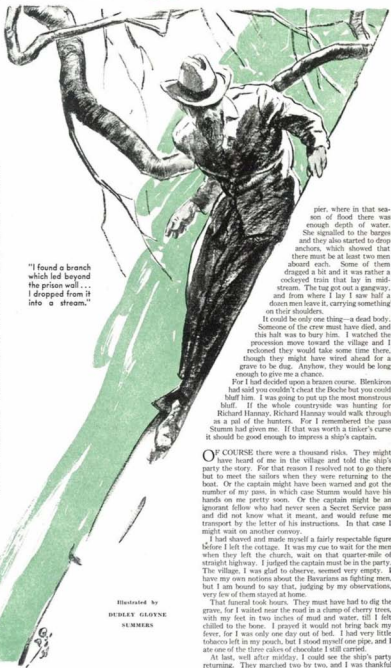 "I found a branch
which led beyond
the prison wall...
I dropped from it
into a stream."
pier, where in that sea-
son of flood there was
enough depth of water.
She signalled to the barges
and they also started to drop
anchors, which showed that
there must be at least two men
aboard each. Some of them
dragged a bit and it was rather a
cockeyed train that lay in mid-
stream. The tug got out a gangway,
and from where I lay I saw half a
dozen men leave it, carrying something
on their shoulders.
It could be only one thing—a dead body.
Someone of the crew must have died, and
this halt was to bury him. I watched the
procession move toward the village and I
reckoned they would take some time there,
though they might have wired ahead for a
grave to be dug. Anyhow, they would be long
enough to give me a chance.
For I had decided upon a brazen course. Blenkiron
had said you couldn't cheat the Boche but you could
bluff him. I was going to put up the most monstrous
bluff. If the whole countryside was hunting for
Richard Hannay, Richard Hannay would walk through
as a pal of the hunters. For I remembered the pass
Stumm had given me. If that was worth a tinker's curse
it should be good enough to impress a ship's captain.
OF COURSE there were a thousand risks. They might
have heard of me in the village and told the ship's
party the story. For that reason I resolved not to go there
but to meet the sailors when they were returning to the
boat. Or the captain might have been warned and got the
number of my pass, in which case Stumm would have his
hands on me pretty soon. Or the captain might be an
ignorant fellow who had never seen a Secret Service pass
and did not know what it meant, and would refuse me
transport by the letter of his instructions. In that case I
might wait on another convoy.
I had shaved and made myself a fairly respectable figure
before I left the cottage. It was my cue to wait for the men
when they left the church, wait on that quarter-mile of
straight highway. I judged the captain must be in the party.
The village, I was glad to observe, seemed very empty. I
have my own notions about the Bavarians as fighting men,
but I am bound to say that, judging by my observations,
very few of them stayed at home.
That funeral took hours. They must have had to dig the
grave, for I waited near the road in a clump of cherry trees,
with my feet in two inches of mud and water, till I felt
chilled to the bone. I prayed it would not bring back my
fever, for I was only one day out of bed. I had very little
tobacco left in my pouch, but I stood myself one pipe, and I
ate one of the three cakes of chocolate I still carried.
At last, well after midday, I could see the ship's party
returning. They marched two by two, and I was thankful
Illustrated by
DUDLEY GLOYNE
SUMMERS